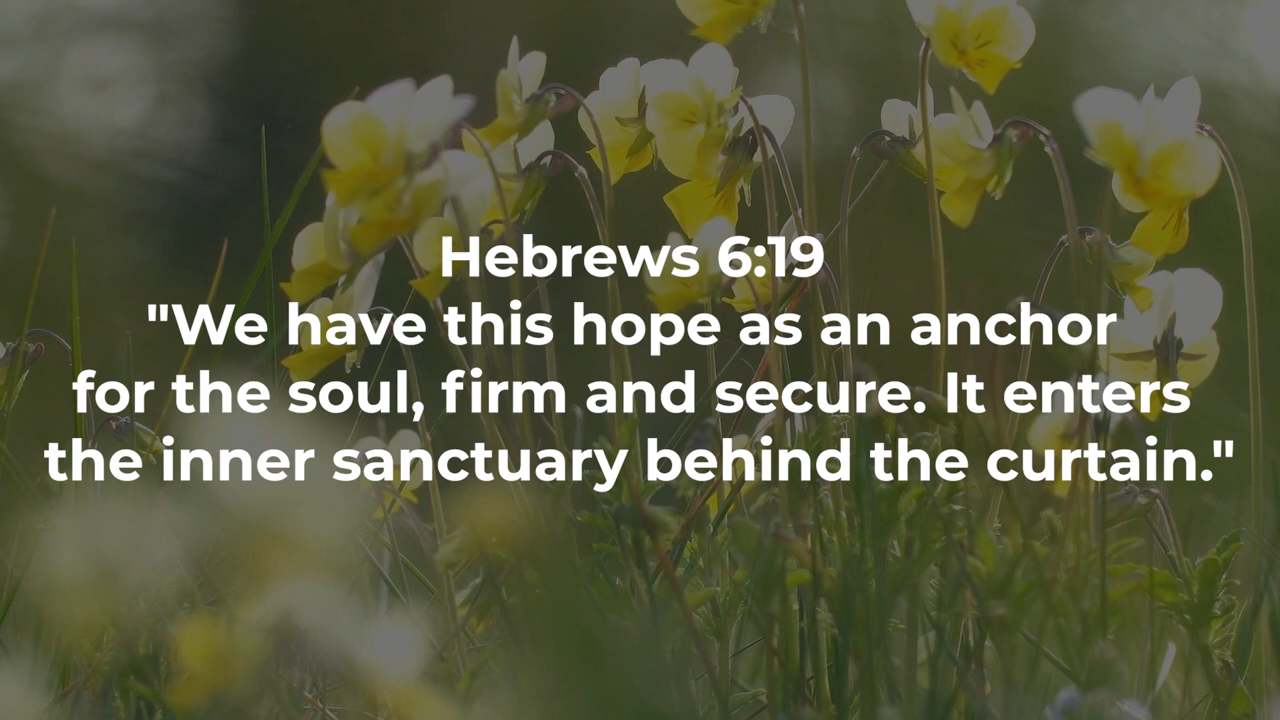 Hebrews 6:19
"We have this hope as an anchor
for the soul, firm and secure. It enters
the inner sanctuary behind the curtain."